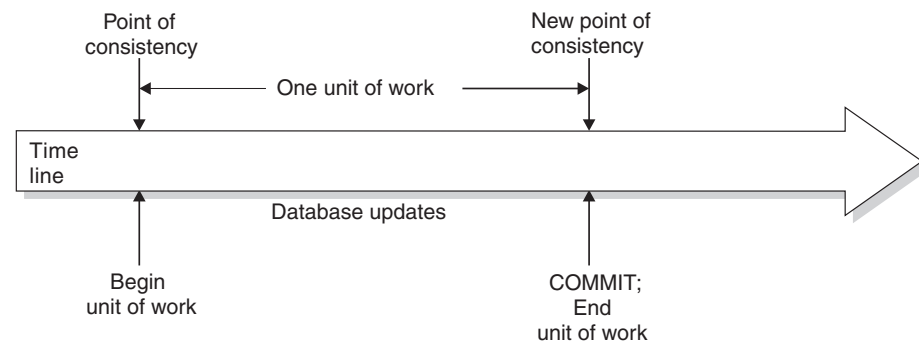 Point of
consistency
New point of
consistency
One unit of work
Time
line
Database updates
Begin
unit of work
COMMIT;
End
unit of work